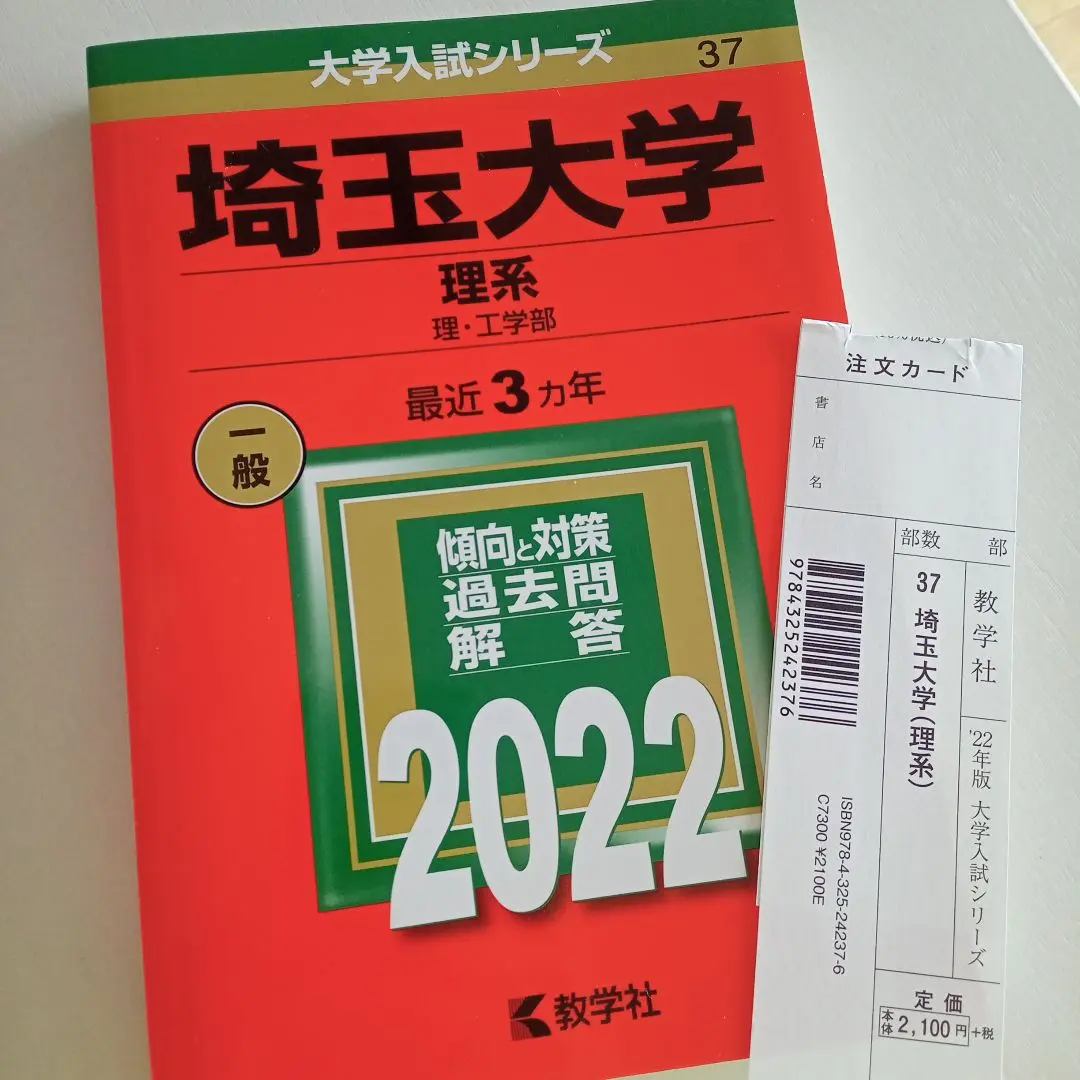 大学入試シリーズ
37
埼玉大学
理系
理・工学部
最近3カ年
一般
傾向と対策
過去問
解答
2022
教学社
注文カード
書店名
部数 部
教学社
'22年版 大学入試シリーズ
37 埼玉大学(理系)
9784325242376
ISBN978-4-325-24237-6
C7300 ¥2100E
定価
本体2,100円+税